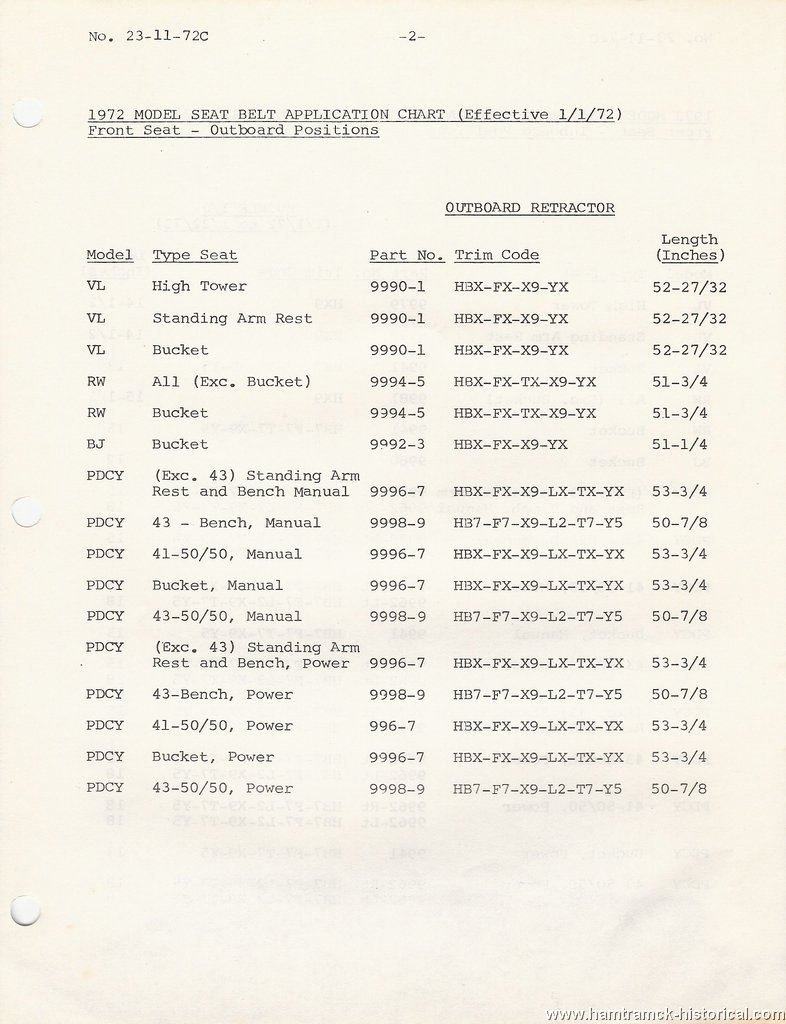 No. 23-11-72C -2-
1972 MODEL SEAT BELT APPLICATION CHART (Effective 1/1/72)
Front Seat - Outboard Positions
OUTBOARD RETRACTOR
Length
Model Type Seat Part No. Trim Code (Inches)
VL High Tower 9990-1 HBX-FX-X9-YX 52-27/32
VL Standing Arm Rest 9990-1 HBX-FX-X9-YX 52-27/32
VL Bucket 9990-1 HBX-FX-X9-YX 52-27/32
RW All (Exc. Bucket) 9994-5 HBX-FX-TX-X9-YX 51-3/4
RW Bucket 9994-5 HBX-FX-TX-X9-YX 51-3/4
BJ Bucket 9992-3 HBX-FX-X9-YX 51-1/4
PDCY (Exc. 43) Standing Arm
Rest and Bench Manual 9996-7 HBX-FX-X9-LX-TX-YX 53-3/4
PDCY 43 - Bench, Manual 9998-9 HB7-F7-X9-L2-T7-Y5 50-7/8
PDCY 41-50/50, Manual 9996-7 HBX-FX-X9-LX-TX-YX 53-3/4
PDCY Bucket, Manual 9996-7 HBX-FX-X9-LX-TX-YX 53-3/4
PDCY 43-50/50, Manual 9998-9 HB7-F7-X9-L2-T7-Y5 50-7/8
PDCY (Exc. 43) Standing Arm
Rest and Bench, Power 9996-7 HBX-FX-X9-LX-TX-YX 53-3/4
PDCY 43-Bench, Power 9998-9 HB7-F7-X9-L2-T7-Y5 50-7/8
PDCY 41-50/50, Power 996-7 HBX-FX-X9-LX-TX-YX 53-3/4
PDCY Bucket, Power 9996-7 HBX-FX-X9-LX-TX-YX 53-3/4
PDCY 43-50/50, Power 9998-9 HB7-F7-X9-L2-T7-Y5 50-7/8
www.hamtramck-historical.com